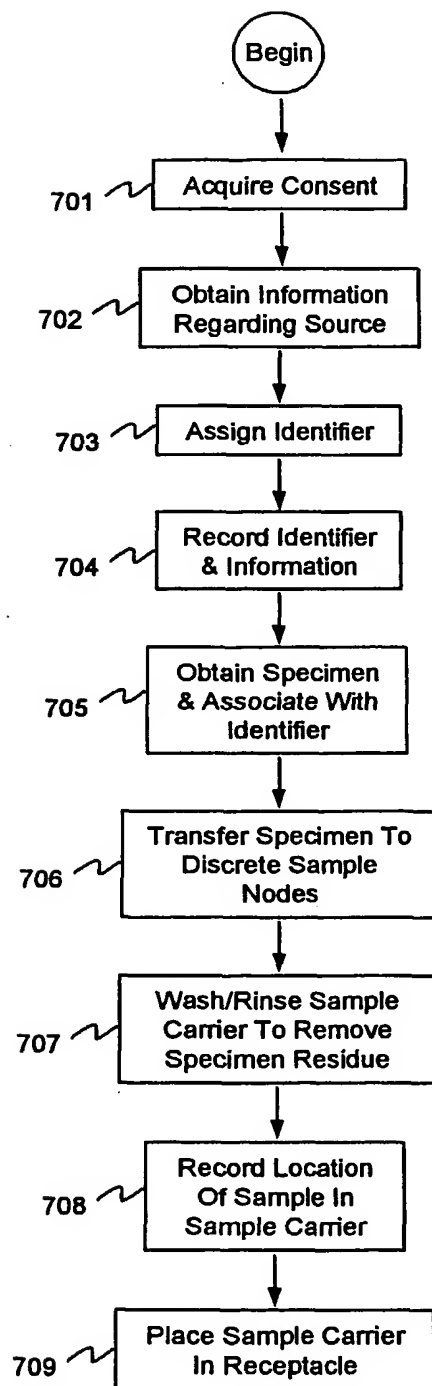 Begin
701
Acquire Consent
702
Obtain Information
Regarding Source
703
Assign Identifier
704
Record Identifier
& Information
705
Obtain Specimen
& Associate With
Identifier
706
Transfer Specimen To
Discrete Sample
Nodes
707
Wash/Rinse Sample
Carrier To Remove
Specimen Residue
708
Record Location
Of Sample In
Sample Carrier
709
Place Sample Carrier
In Receptacle